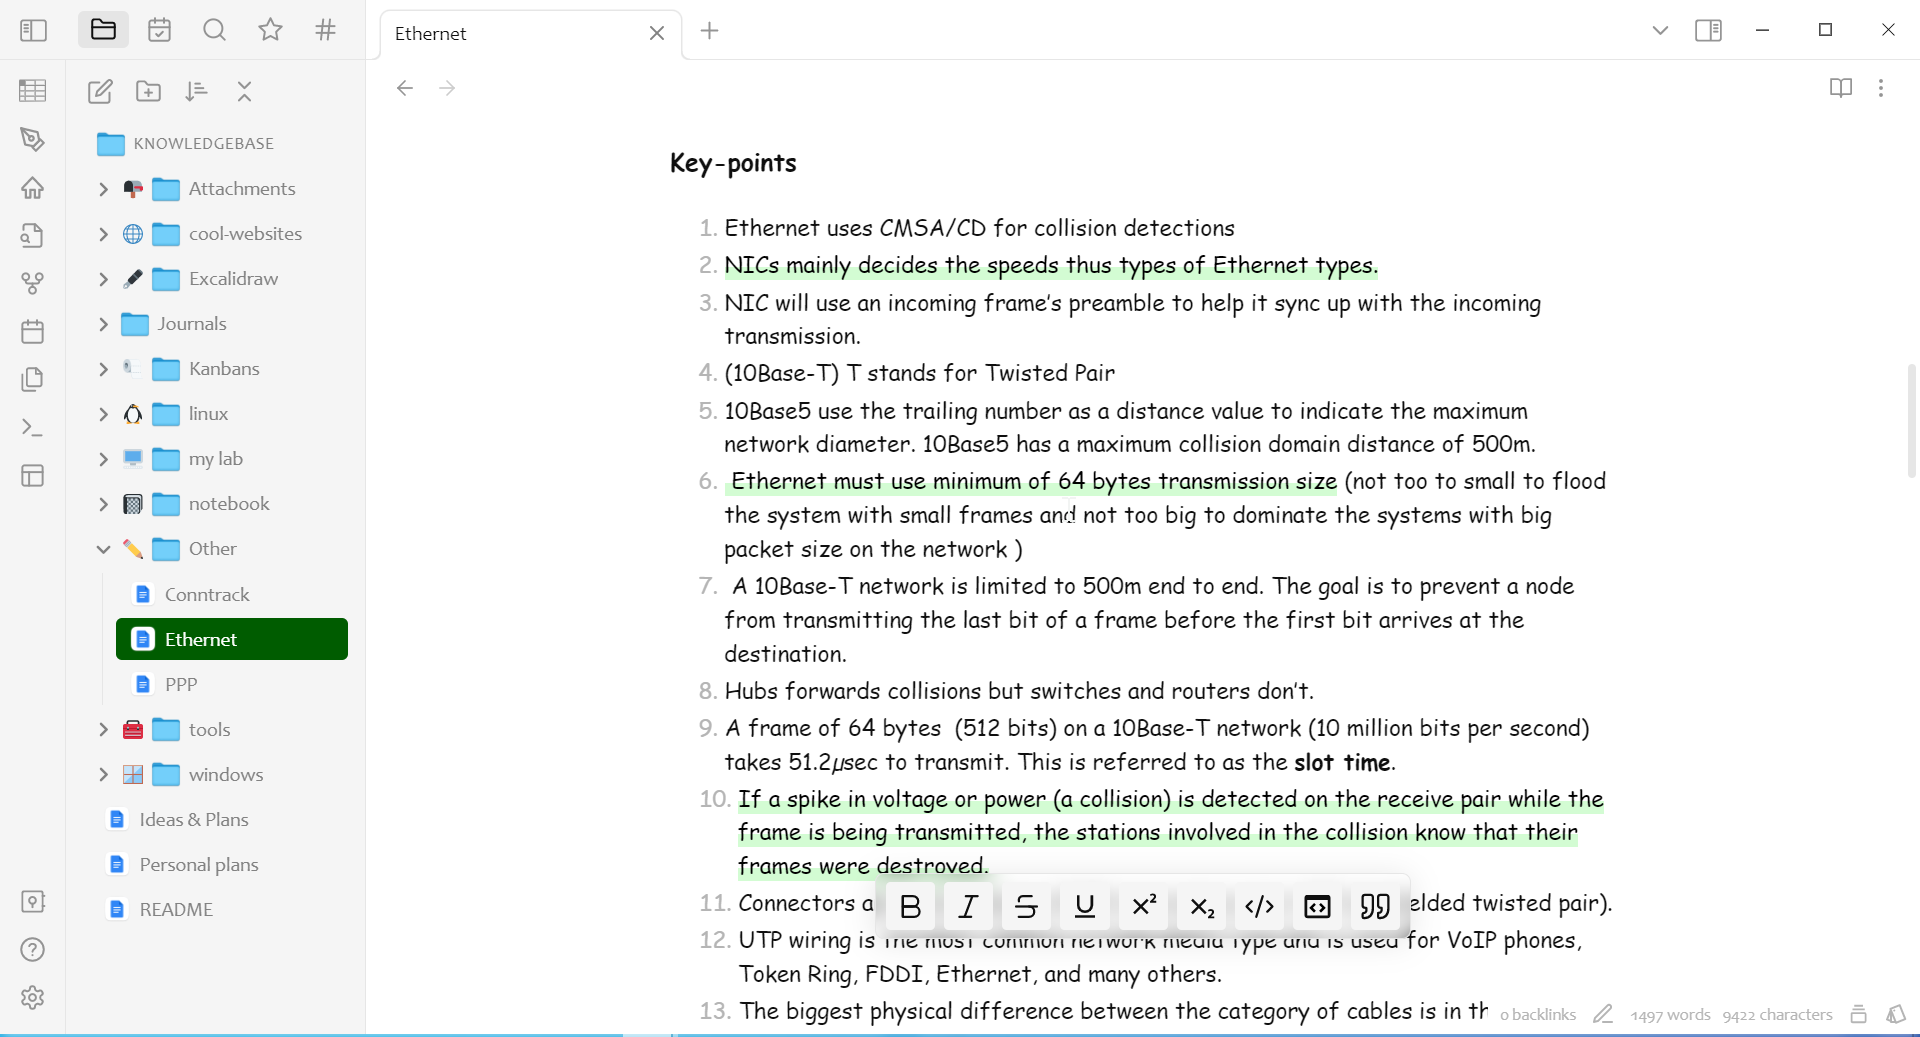 Ethernet
KNOWLEDGEBASE
Attachments
cool-websites
Excalidraw
Journals
Kanbans
linux
my lab
notebook
Other
Conntrack
Ethernet
PPP
tools
windows
Ideas & Plans
Personal plans
README
Key-points
1. Ethernet uses CMSA/CD for collision detections
2. NICs mainly decides the speeds thus types of Ethernet types.
3. NIC will use an incoming frame's preamble to help it sync up with the incoming
transmission.
4. (10Base-T) T stands for Twisted Pair
5. 10Base5 use the trailing number as a distance value to indicate the maximum
network diameter. 10Base5 has a maximum collision domain distance of 500m.
6. Ethernet must use minimum of 64 bytes transmission size (not too to small to flood
the system with small frames and not too big to dominate the systems with big
packet size on the network )
7. A 10Base-T network is limited to 500m end to end. The goal is to prevent a node
from transmitting the last bit of a frame before the first bit arrives at the
destination.
8. Hubs forwards collisions but switches and routers don't.
9. A frame of 64 bytes (512 bits) on a 10Base-T network (10 million bits per second)
takes 51.2μsec to transmit. This is referred to as the slot time.
10. If a spike in voltage or power (a collision) is detected on the receive pair while the
frame is being transmitted, the stations involved in the collision know that their
frames were destroyed.
11. Connectors a
B I S U X² X₂ </>
elded twisted pair).
12. UTP wiring is the most common network media type and is used for VoIP phones,
Token Ring, FDDI, Ethernet, and many others.
13. The biggest physical difference between the category of cables is in th
0 backlinks 1497 words 9422 characters